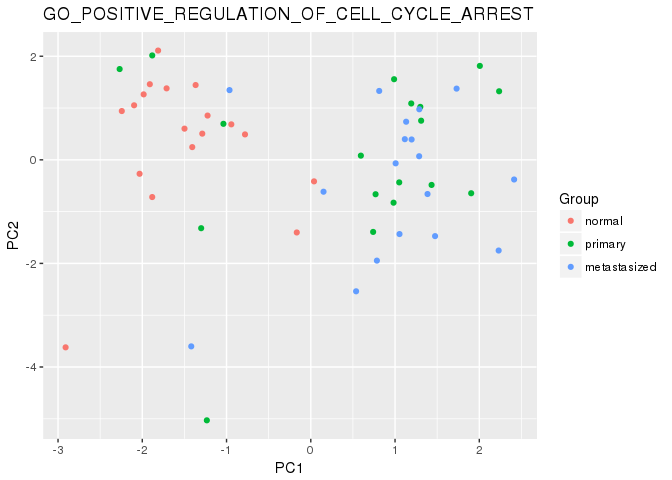 GO_POSITIVE_REGULATION_OF_CELL_CYCLE_ARREST
2
0
-2
-4
PC2
-3 -2 -1 0 1 2
PC1
Group
normal
primary
metastasized